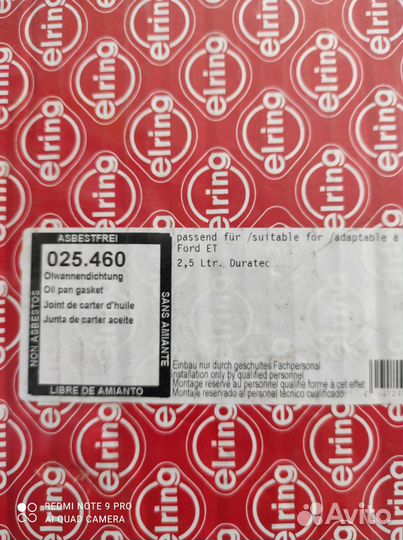 elring
ASBESTFREI
NON ASBESTOS
SANS AMIANTE
LIBRE DE AMIANTO
025.460
Ölwannendichtung
Oil pan gasket
Joint de carter d'huile
Junta de carter aceite
passend für /suitable for /adaptable à
Ford ET
2,5 Ltr. Duratec
Einbau nur durch geschultes Fachpersonal
Installation only by qualified personnel
Montage réservé au personnel qualifié formé à cet effet
Montaje reservado al personal técnico cualificado
REDMI NOTE 9 PRO
AI QUAD CAMERA
Avito